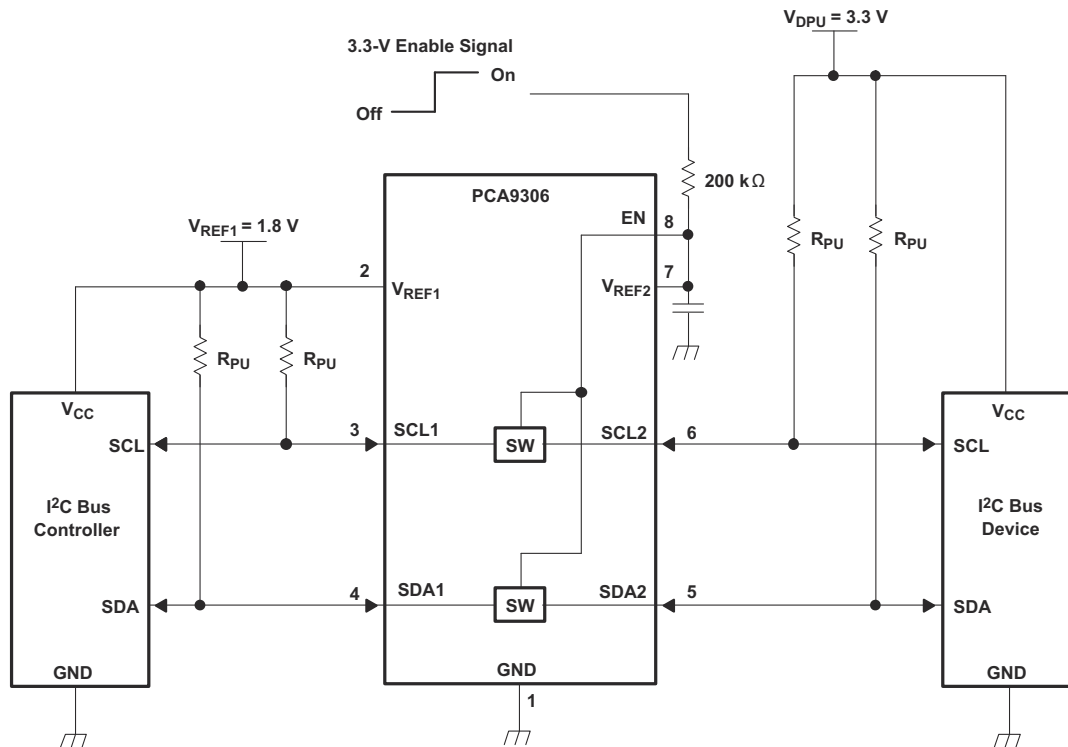 V_DPU = 3.3 V
3.3-V Enable Signal
On
Off
200 kΩ
PCA9306
V_REF1 = 1.8 V
EN
8
R_PU
R_PU
2
7
V_REF1
V_REF2
R_PU
R_PU
V_CC
V_CC
SCL
3
SCL1
SW
SCL2
6
SCL
I²C Bus
Controller
I²C Bus
Device
SDA
4
SDA1
SW
SDA2
5
SDA
GND
GND
GND
1